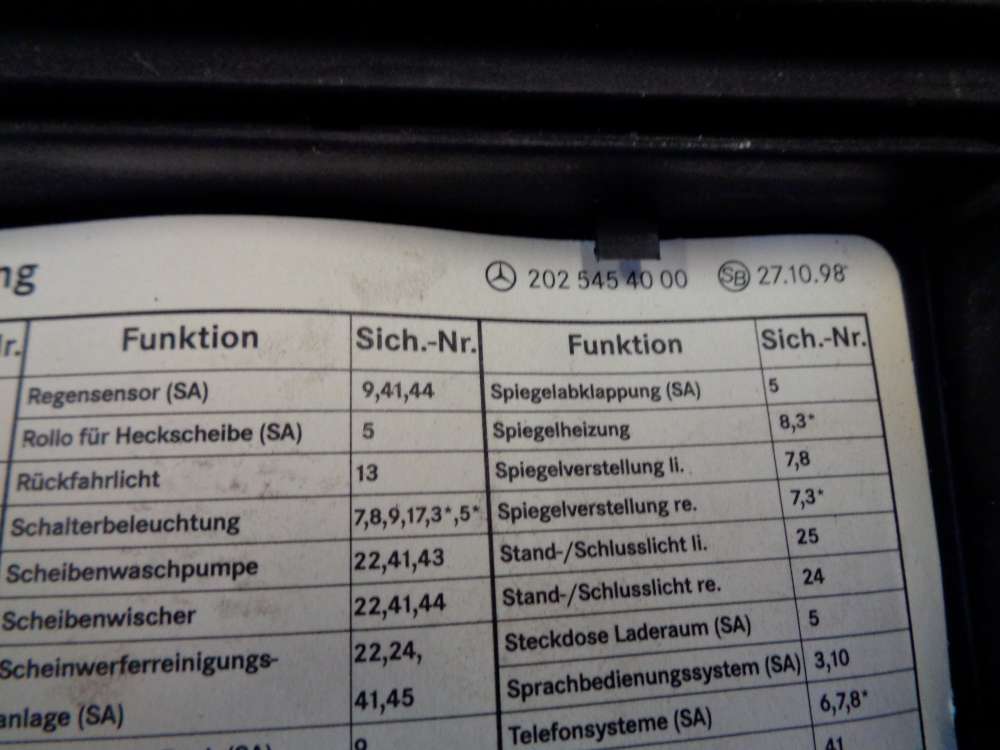 202 545 40 00 SB 27.10.98
Funktion Sich.-Nr. Funktion Sich.-Nr.
Regensensor (SA) 9,41,44 Spiegelabklappung (SA) 5
Rollo für Heckscheibe (SA) 5 Spiegelheizung 8,3*
Rückfahrlicht 13 Spiegelverstellung li. 7,8
Schalterbeleuchtung 7,8,9,17,3*,5* Spiegelverstellung re. 7,3*
Scheibenwaschpumpe 22,41,43 Stand-/Schlusslicht li. 25
Scheibenwischer 22,41,44 Stand-/Schlusslicht re. 24
Scheinwerferreinigungs- 22,24, Steckdose Laderaum (SA) 5
anlage (SA) 41,45 Sprachbedienungssystem (SA) 3,10
Telefonsysteme (SA) 6,7,8*
41